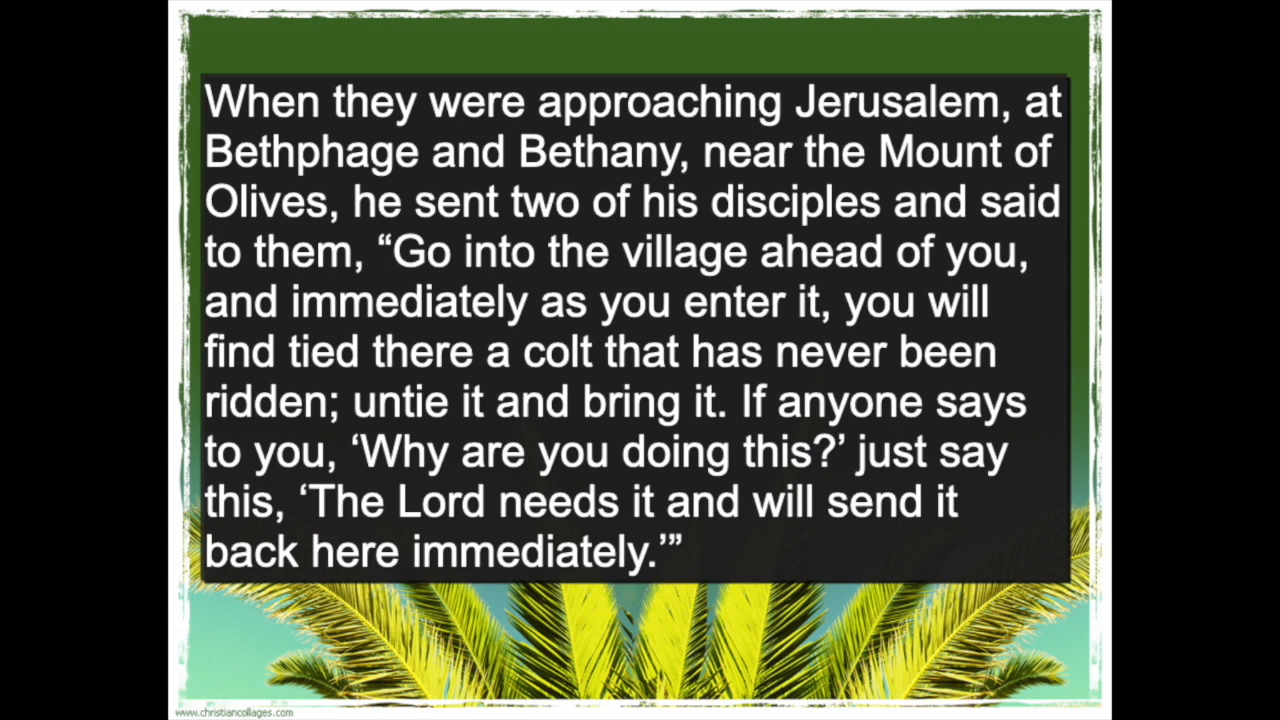 When they were approaching Jerusalem, at
Bethphage and Bethany, near the Mount of
Olives, he sent two of his disciples and said
to them, “Go into the village ahead of you,
and immediately as you enter it, you will
find tied there a colt that has never been
ridden; untie it and bring it. If anyone says
to you, ‘Why are you doing this?’ just say
this, ‘The Lord needs it and will send it
back here immediately.’”
www.christiancollages.com